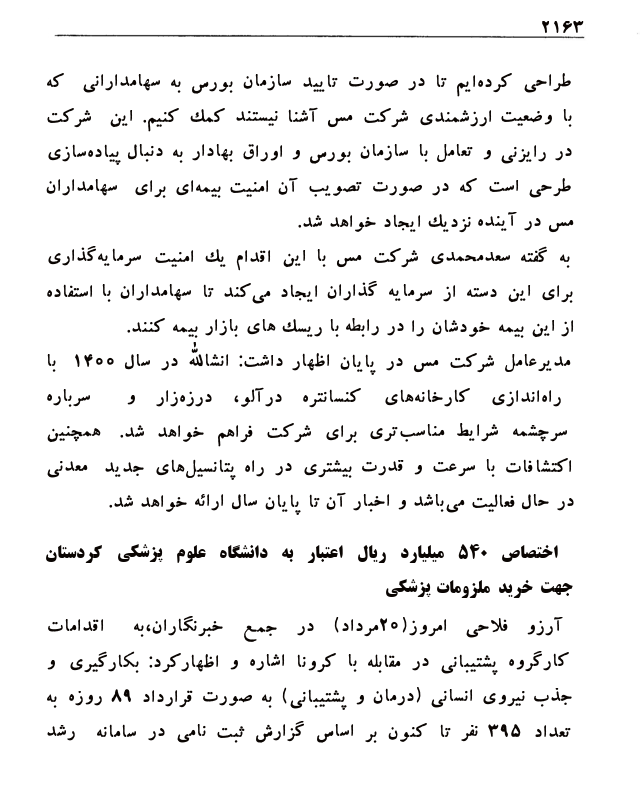 ۲۱۶۳
طراحی کرده‌ایم تا در صورت تایید سازمان بورس به سهامدارانی که
با وضعیت ارزشمندی شرکت مس آشنا نیستند کمك کنیم. این شرکت
در رایزنی و تعامل با سازمان بورس و اوراق بهادار به دنبال پیاده‌سازی
طرحی است که در صورت تصویب آن امنیت بیمه‌ای برای سهامداران
مس در آینده نزدیك ایجاد خواهد شد.
به گفته سعدمحمدی شرکت مس با این اقدام یك امنیت سرمایه‌گذاری
برای این دسته از سرمایه گذاران ایجاد می‌کند تا سهامداران با استفاده
از این بیمه خودشان را در رابطه با ریسك های بازار بیمه کنند.
مدیرعامل شرکت مس در پایان اظهار داشت: انشالله در سال ۱۴۰۰ با
راه‌اندازی کارخانه‌های کنسانتره درآلو، درزه‌زار و سرباره
سرچشمه شرایط مناسب‌تری برای شرکت فراهم خواهد شد. همچنین
اکتشافات با سرعت و قدرت بیشتری در راه پتانسیل‌های جدید معدنی
در حال فعالیت می‌باشد و اخبار آن تا پایان سال ارائه خواهد شد.
اختصاص ۵۴۰ میلیارد ریال اعتبار به دانشگاه علوم پزشکی کردستان
جهت خرید ملزومات پزشکی
آرزو فلاحی امروز(۲۰مرداد) در جمع خبرنگاران،به اقدامات
کارگروه پشتیبانی در مقابله با کرونا اشاره و اظهارکرد: بکارگیری و
جذب نیروی انسانی (درمان و پشتیبانی) به صورت قرارداد ۸۹ روزه به
تعداد ۳۹۵ نفر تا کنون بر اساس گزارش ثبت نامی در سامانه رشد